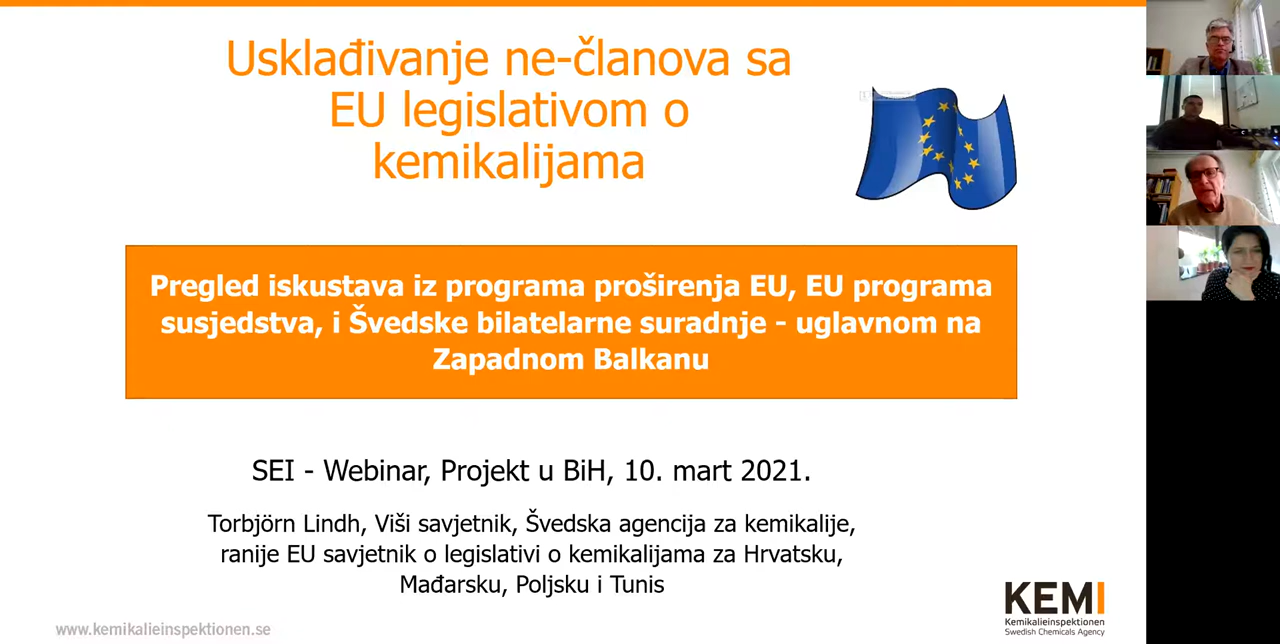 Usklađivanje ne-članova sa
EU legislativom o
kemikalijama
Pregled iskustava iz programa proširenja EU, EU programa
susjedstva, i Švedske bilatelarne suradnje - uglavnom na
Zapadnom Balkanu
SEI - Webinar, Projekt u BiH, 10. mart 2021.
Torbjörn Lindh, Viši savjetnik, Švedska agencija za kemikalije,
ranije EU savjetnik o legislativi o kemikalijama za Hrvatsku,
Mađarsku, Poljsku i Tunis
www.kemikalieinspektionen.se
KEMI
Kemikalieinspektionen
Swedish Chemicals Agency